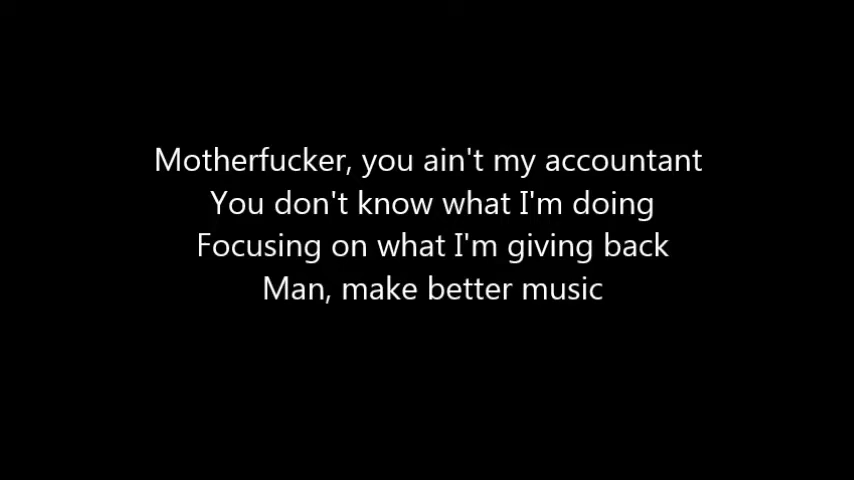 Motherfucker, you ain't my accountant
You don't know what I'm doing
Focusing on what I'm giving back
Man, make better music